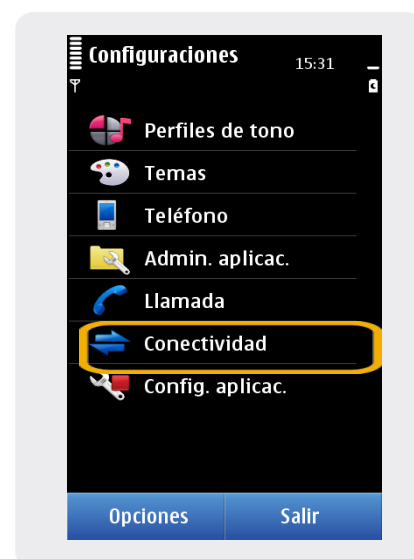 Configuraciones
15:31
Perfiles de tono
Temas
Teléfono
Admin. aplicac.
Llamada
Conectividad
Config. aplicac.
Opciones Salir